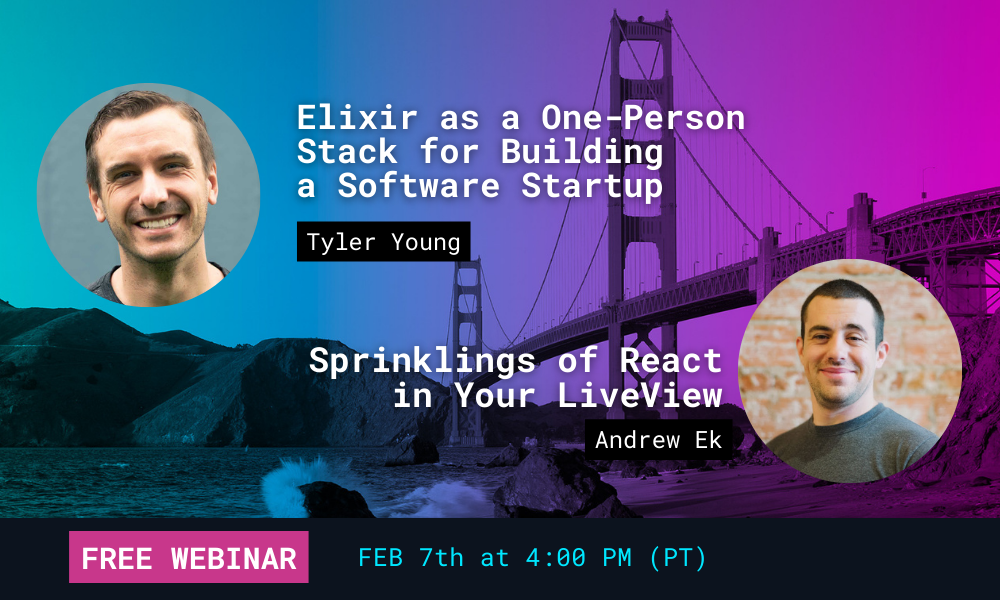 Elixir as a One-Person
Stack for Building
a Software Startup
Tyler Young
Sprinklings of React
in Your LiveView
Andrew Ek
FREE WEBINAR
FEB 7th at 4:00 PM (PT)